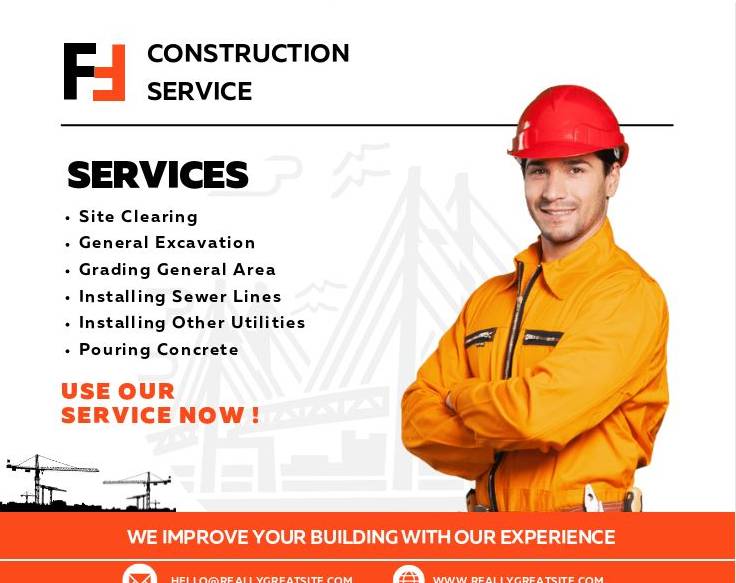 CONSTRUCTION
SERVICE
SERVICES
• Site Clearing
• General Excavation
• Grading General Area
• Installing Sewer Lines
• Installing Other Utilities
• Pouring Concrete
USE OUR
SERVICE NOW !
WE IMPROVE YOUR BUILDING WITH OUR EXPERIENCE
HELLO@REALLYGREATSITE.COM WWW.REALLYGREATSITE.COM